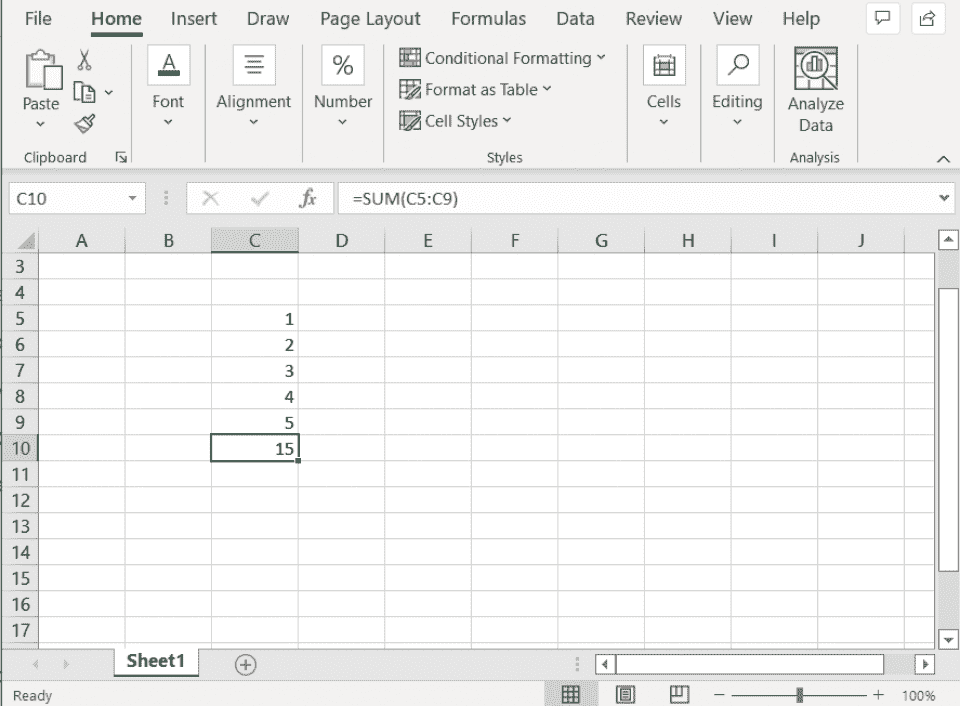 File Home Insert Draw Page Layout Formulas Data Review View Help
Paste
Clipboard
A
Font
Alignment
%
Number
Conditional Formatting
Format as Table
Cell Styles
Styles
Cells
Editing
Analyze
Data
Analysis
C10 fx =SUM(C5:C9)
A B C D E F G H I J
3
4
5 1
6 2
7 3
8 4
9 5
10 15
11
12
13
14
15
16
17
Sheet1
Ready 100%